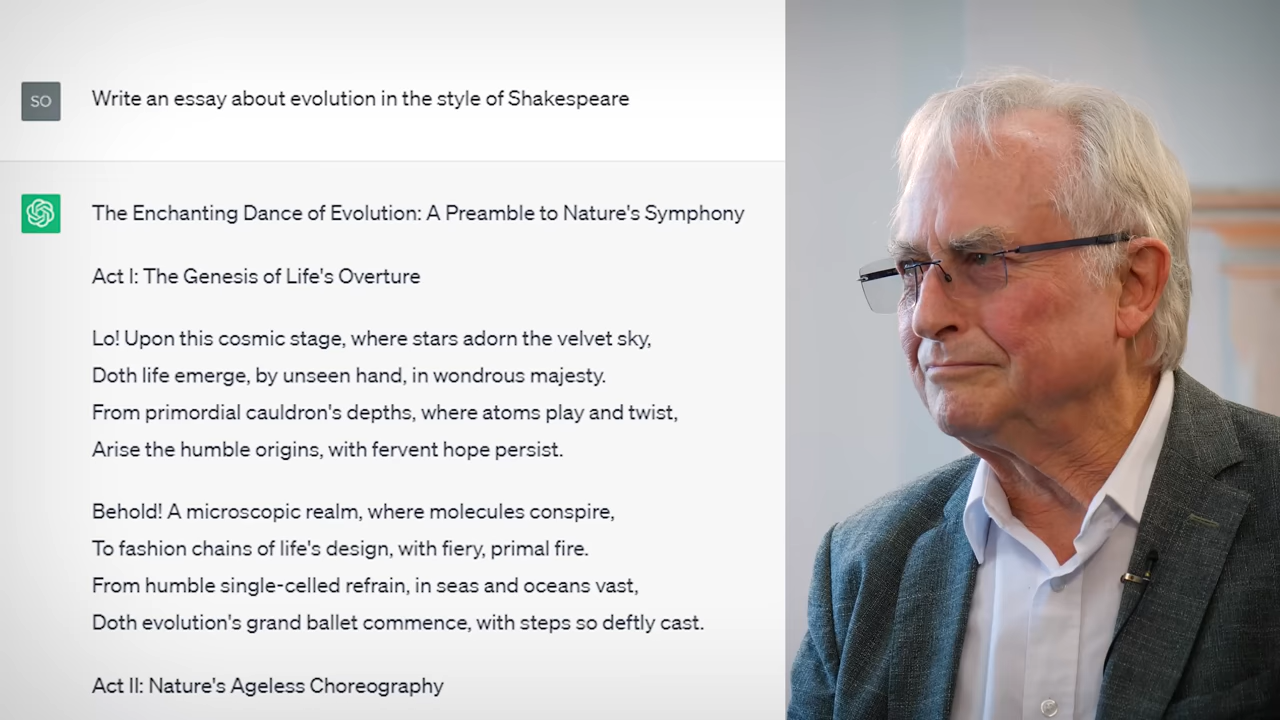 SO
Write an essay about evolution in the style of Shakespeare
The Enchanting Dance of Evolution: A Preamble to Nature's Symphony
Act I: The Genesis of Life's Overture
Lo! Upon this cosmic stage, where stars adorn the velvet sky,
Doth life emerge, by unseen hand, in wondrous majesty.
From primordial cauldron's depths, where atoms play and twist,
Arise the humble origins, with fervent hope persist.
Behold! A microscopic realm, where molecules conspire,
To fashion chains of life's design, with fiery, primal fire.
From humble single-celled refrain, in seas and oceans vast,
Doth evolution's grand ballet commence, with steps so deftly cast.
Act II: Nature's Ageless Choreography